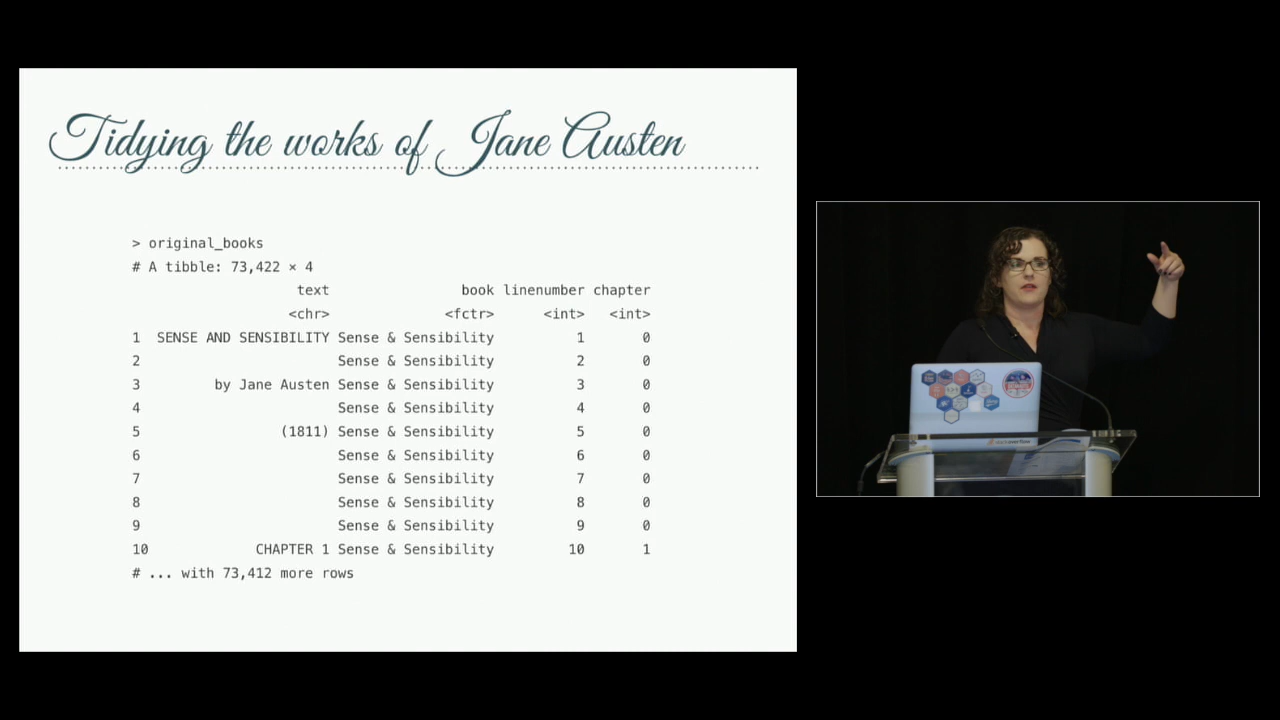 Tidying the works of Jane Austen
> original_books
# A tibble: 73,422 × 4
text book linenumber chapter
<chr> <fctr> <int> <int>
1 SENSE AND SENSIBILITY Sense & Sensibility 1 0
2 Sense & Sensibility 2 0
3 by Jane Austen Sense & Sensibility 3 0
4 Sense & Sensibility 4 0
5 (1811) Sense & Sensibility 5 0
6 Sense & Sensibility 6 0
7 Sense & Sensibility 7 0
8 Sense & Sensibility 8 0
9 Sense & Sensibility 9 0
10 CHAPTER 1 Sense & Sensibility 10 1
# ... with 73,412 more rows